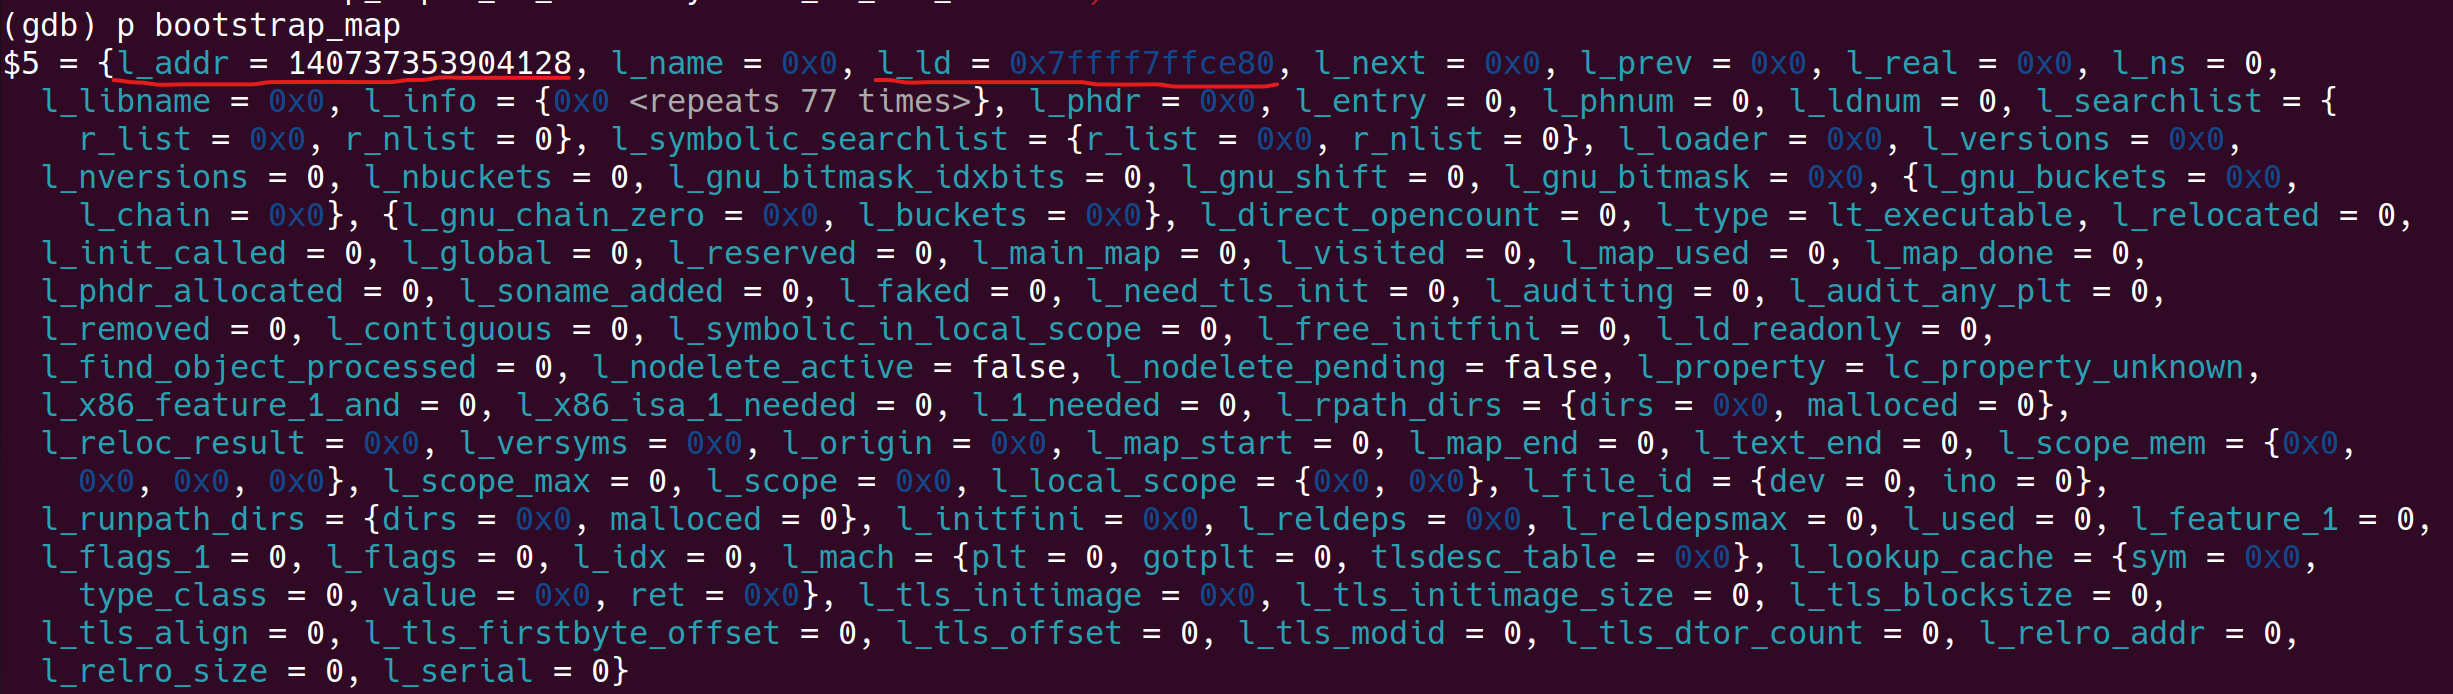 (gdb) p bootstrap_map
$5 = {l_addr = 140737353904128, l_name = 0x0, l_ld = 0x7ffff7ffce80, l_next = 0x0, l_prev = 0x0, l_real = 0x0, l_ns = 0,
l_libname = 0x0, l_info = {0x0 <repeats 77 times>}, l_phdr = 0x0, l_entry = 0, l_phnum = 0, l_ldnum = 0, l_searchlist = {
r_list = 0x0, r_nlist = 0}, l_symbolic_searchlist = {r_list = 0x0, r_nlist = 0}, l_loader = 0x0, l_versions = 0x0,
l_nversions = 0, l_nbuckets = 0, l_gnu_bitmask_idxbits = 0, l_gnu_shift = 0, l_gnu_bitmask = 0x0, {l_gnu_buckets = 0x0,
l_chain = 0x0}, {l_gnu_chain_zero = 0x0, l_buckets = 0x0}, l_direct_opencount = 0, l_type = lt_executable, l_relocated = 0,
l_init_called = 0, l_global = 0, l_reserved = 0, l_main_map = 0, l_visited = 0, l_map_used = 0, l_map_done = 0,
l_phdr_allocated = 0, l_soname_added = 0, l_faked = 0, l_need_tls_init = 0, l_auditing = 0, l_audit_any_plt = 0,
l_removed = 0, l_contiguous = 0, l_symbolic_in_local_scope = 0, l_free_initfini = 0, l_ld_readonly = 0,
l_find_object_processed = 0, l_nodelete_active = false, l_nodelete_pending = false, l_property = lc_property_unknown,
l_x86_feature_1_and = 0, l_x86_isa_1_needed = 0, l_1_needed = 0, l_rpath_dirs = {dirs = 0x0, malloced = 0},
l_reloc_result = 0x0, l_versyms = 0x0, l_origin = 0x0, l_map_start = 0, l_map_end = 0, l_text_end = 0, l_scope_mem = {0x0,
0x0, 0x0, 0x0}, l_scope_max = 0, l_scope = 0x0, l_local_scope = {0x0, 0x0}, l_file_id = {dev = 0, ino = 0},
l_runpath_dirs = {dirs = 0x0, malloced = 0}, l_initfini = 0x0, l_reldeps = 0x0, l_reldepsmax = 0, l_used = 0, l_feature_1 = 0,
l_flags_1 = 0, l_flags = 0, l_idx = 0, l_mach = {plt = 0, gotplt = 0, tlsdesc_table = 0x0}, l_lookup_cache = {sym = 0x0,
type_class = 0, value = 0x0, ret = 0x0}, l_tls_initimage = 0x0, l_tls_initimage_size = 0, l_tls_blocksize = 0,
l_tls_align = 0, l_tls_firstbyte_offset = 0, l_tls_offset = 0, l_tls_modid = 0, l_tls_dtor_count = 0, l_relro_addr = 0,
l_relro_size = 0, l_serial = 0}